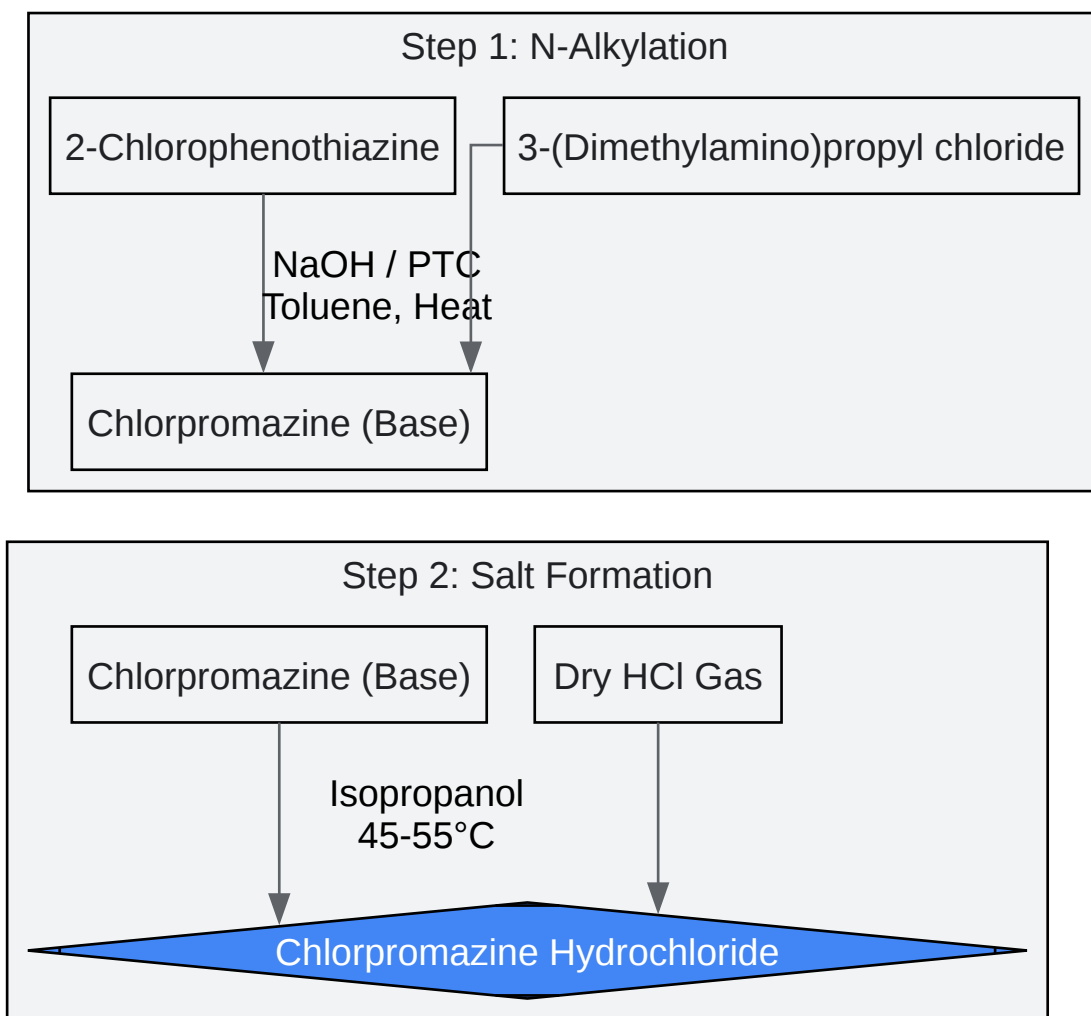 Step 1: N-Alkylation
2-Chlorophenothiazine
3-(Dimethylamino)propyl chloride
NaOH / PTC
Toluene, Heat
Chlorpromazine (Base)
Step 2: Salt Formation
Chlorpromazine (Base)
Dry HCl Gas
Isopropanol
45-55°C
Chlorpromazine Hydrochloride